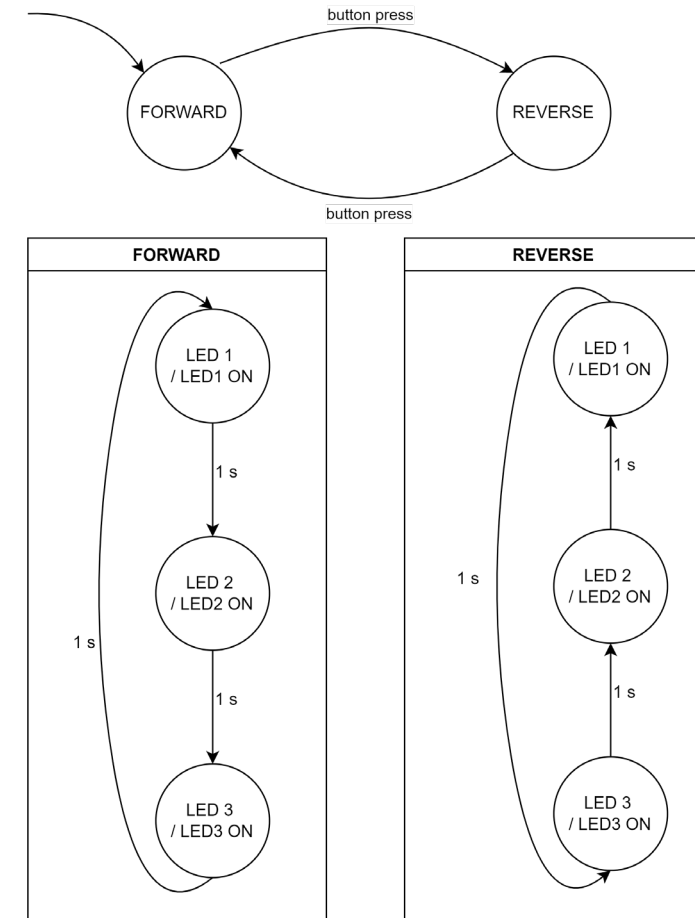 button press
FORWARD
REVERSE
button press
FORWARD
REVERSE
LED 1
/ LED1 ON
1 s
LED 2
/ LED2 ON
1 s
1 s
LED 3
/ LED3 ON
LED 1
/ LED1 ON
1 s
1 s
LED 2
/ LED2 ON
1 s
LED 3
/ LED3 ON